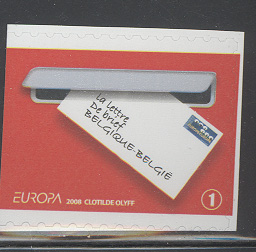 La lettre
De brief
BELGIQUE-BELGIË
EUROPA 2008 CLOTILDE OLYFF 1